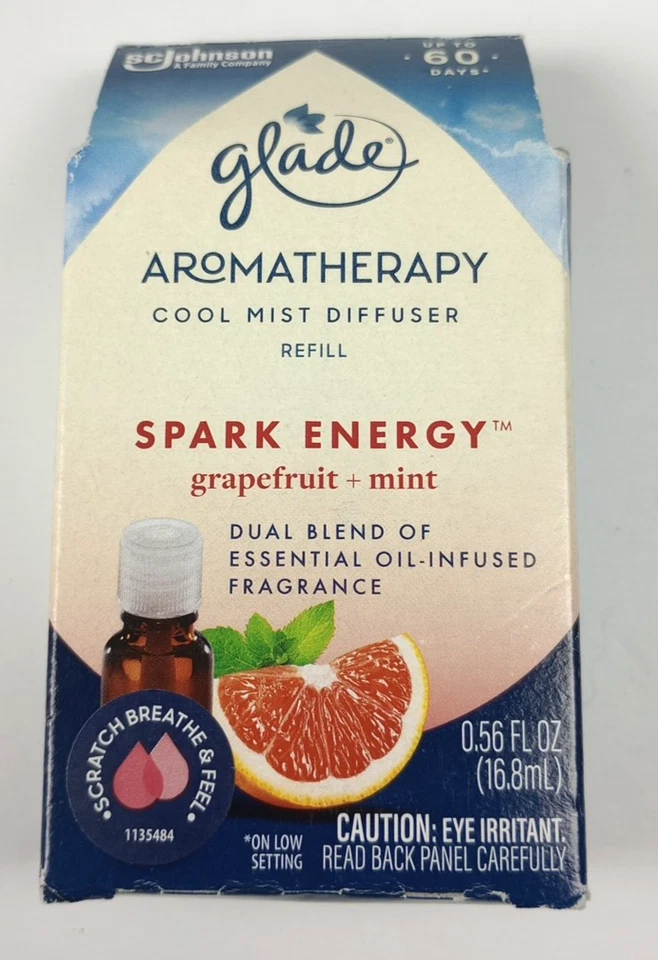 scjohnson
A Family Company
UP TO
60
DAYS*
glade®
AROMATHERAPY
COOL MIST DIFFUSER
REFILL
SPARK ENERGY™
grapefruit + mint
DUAL BLEND OF
ESSENTIAL OIL-INFUSED
FRAGRANCE
•SCRATCH BREATHE & FEEL•
1135484
0.56 FL OZ
(16.8mL)
*ON LOW
SETTING
CAUTION: EYE IRRITANT.
READ BACK PANEL CAREFULLY